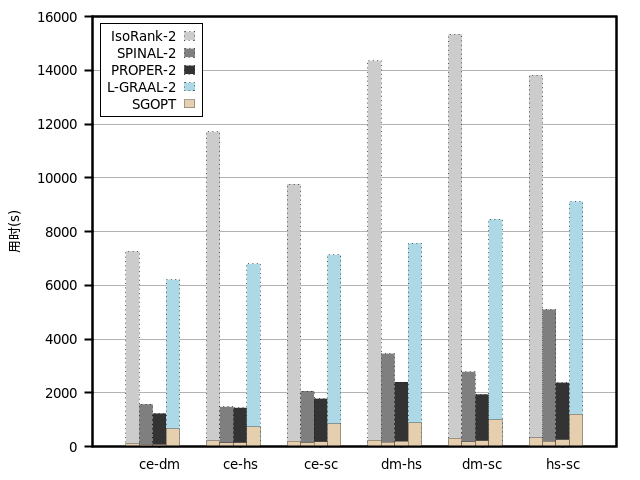 16000
14000
12000
10000
8000
6000
4000
2000
0
用时(s)
IsoRank-2
SPINAL-2
PROPER-2
L-GRAAL-2
SGOPT
ce-dm ce-hs ce-sc dm-hs dm-sc hs-sc